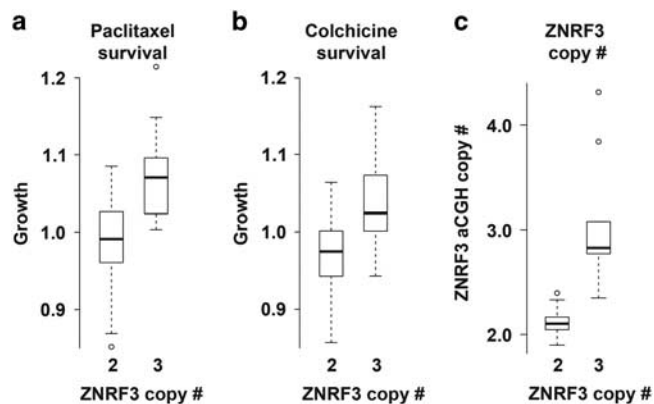 a
Paclitaxel
survival
1.2
1.1
1.0
0.9
Growth
2 3
ZNRF3 copy #
b
Colchicine
survival
1.2
1.1
1.0
0.9
Growth
2 3
ZNRF3 copy #
c
ZNRF3
copy #
4.0
3.0
2.0
ZNRF3 aCGH copy #
2 3
ZNRF3 copy #